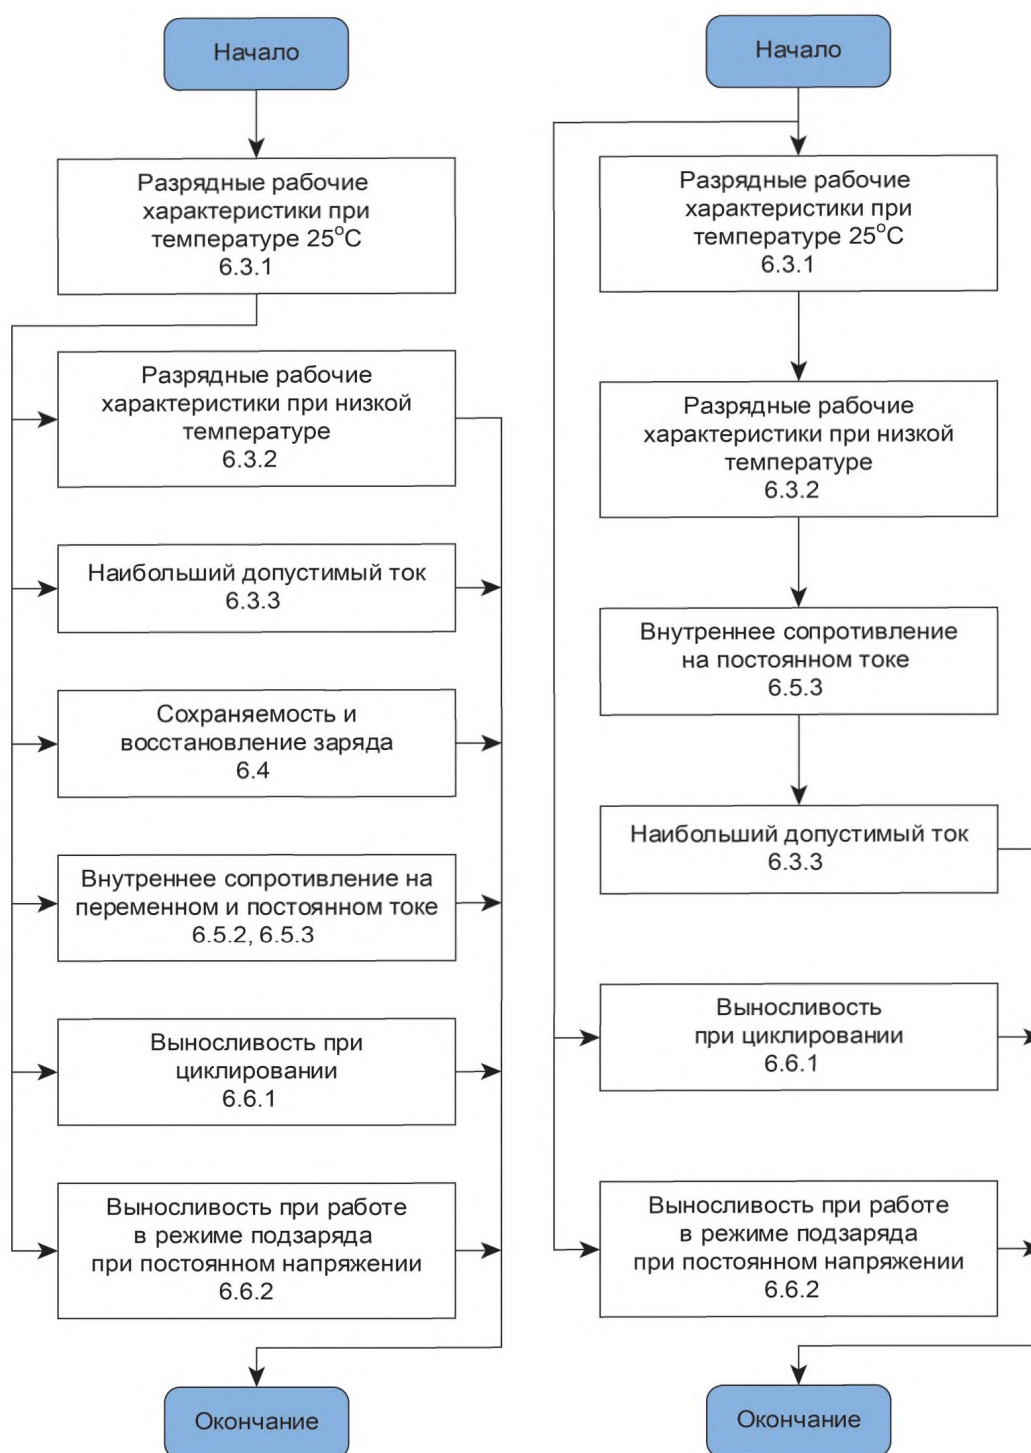 Начало
Разрядные рабочие
характеристики при
температуре 25°С
6.3.1
Разрядные рабочие
характеристики при низкой
температуре
6.3.2
Наибольший допустимый ток
6.3.3
Сохраняемость и
восстановление заряда
6.4
Внутреннее сопротивление на
переменном и постоянном токе
6.5.2, 6.5.3
Выносливость при
циклировании
6.6.1
Выносливость при работе
в режиме подзаряда
при постоянном напряжении
6.6.2
Окончание
Начало
Разрядные рабочие
характеристики при
температуре 25°С
6.3.1
Разрядные рабочие
характеристики при низкой
температуре
6.3.2
Внутреннее сопротивление
на постоянном токе
6.5.3
Наибольший допустимый ток
6.3.3
Выносливость
при циклировании
6.6.1
Выносливость при работе
в режиме подзаряда
при постоянном напряжении
6.6.2
Окончание